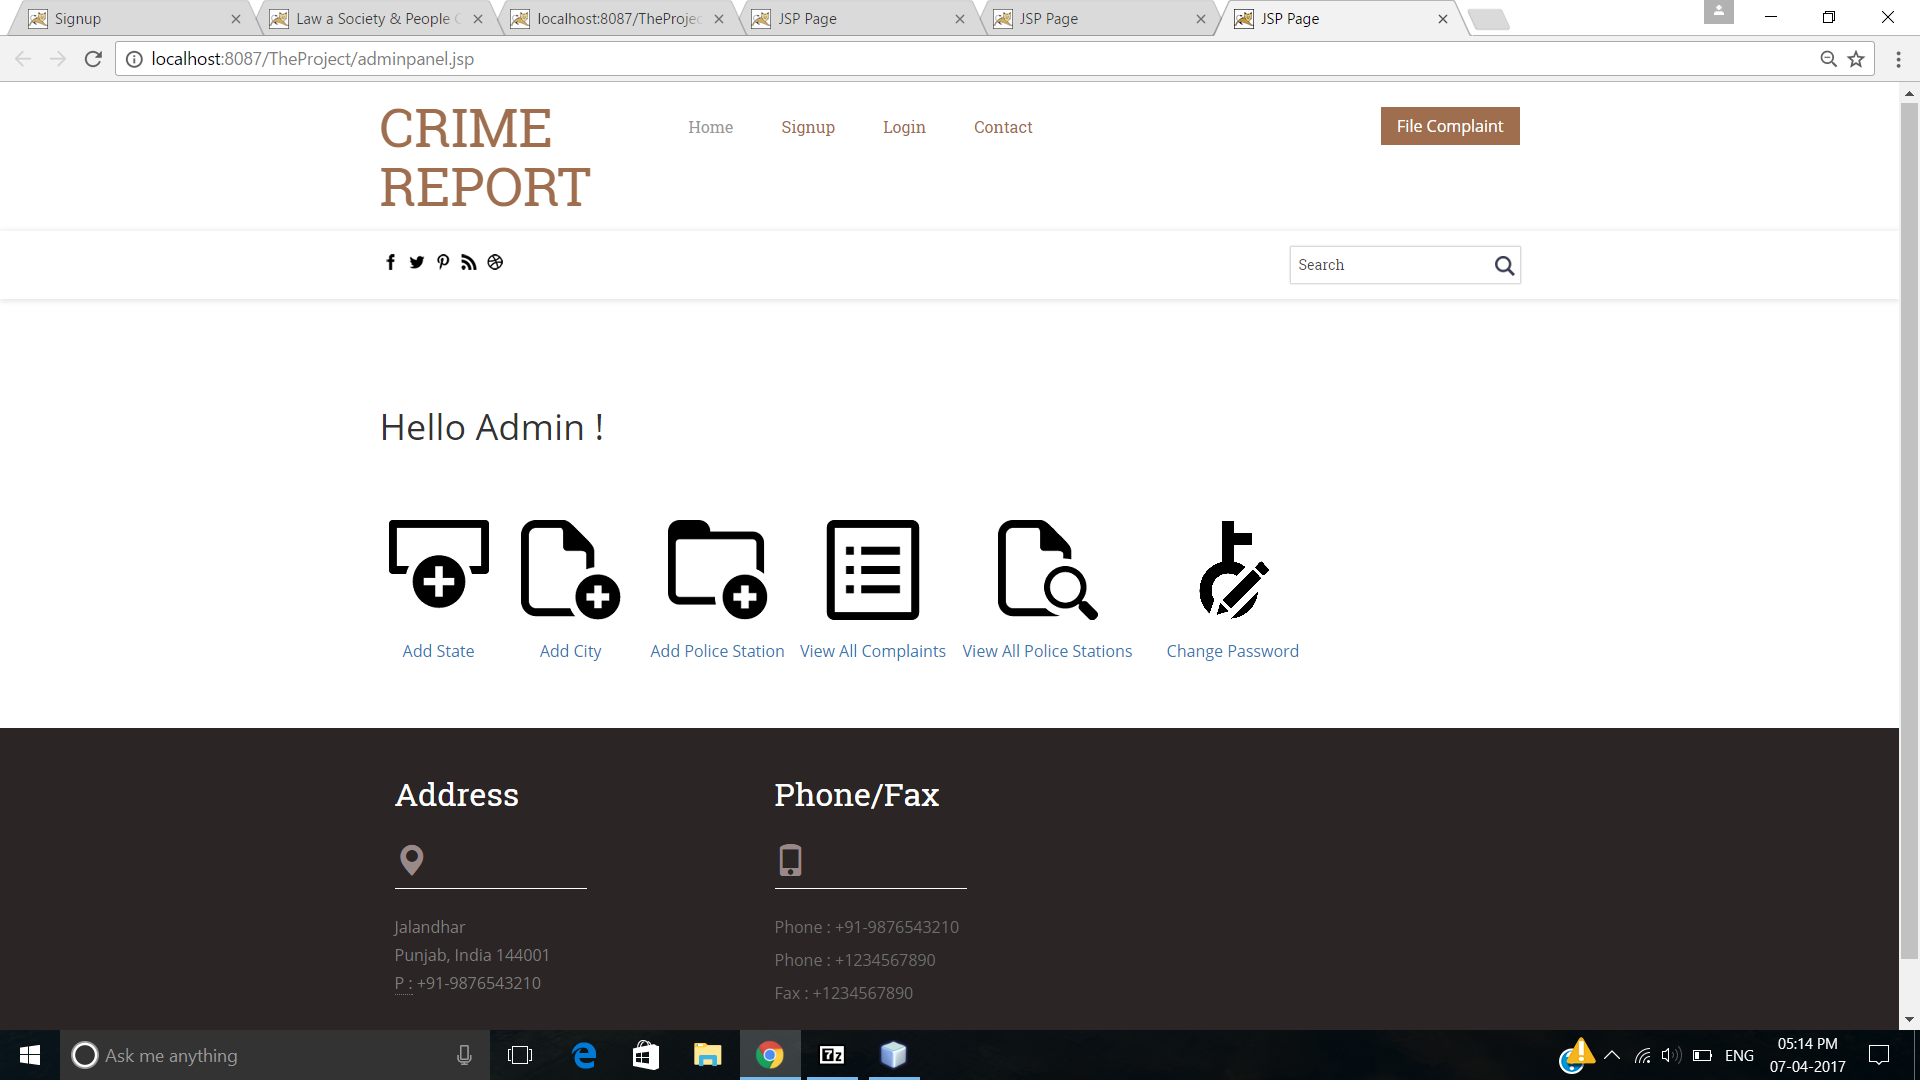 Signup
Law a Society & People
localhost:8087/TheProjec
JSP Page
JSP Page
JSP Page
localhost:8087/TheProject/adminpanel.jsp
CRIME
REPORT
Home
Signup
Login
Contact
File Complaint
Search
Hello Admin !
Add State
Add City
Add Police Station
View All Complaints
View All Police Stations
Change Password
Address
Phone/Fax
Jalandhar
Punjab, India 144001
P : +91-9876543210
Phone : +91-9876543210
Phone : +1234567890
Fax : +1234567890
Ask me anything
7z
ENG
05:14 PM
07-04-2017